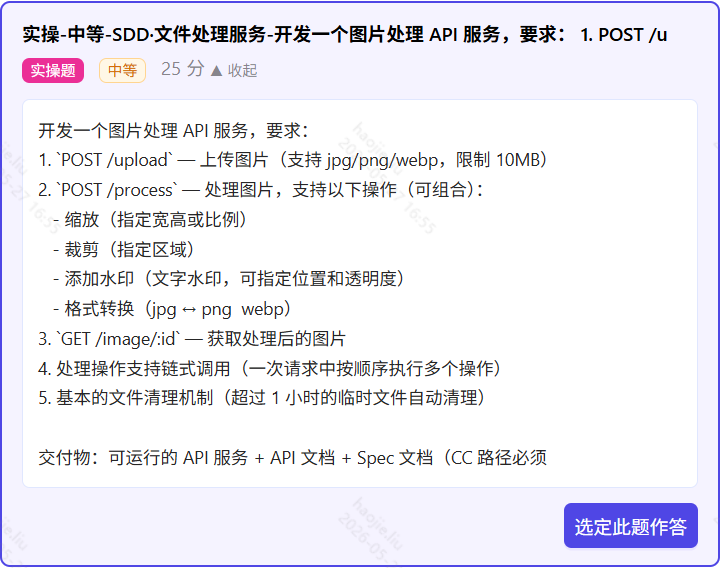 实操-中等-SDD·文件处理服务-开发一个图片处理 API 服务，要求： 1. POST /u
实操题 中等 25 分 ▲ 收起
开发一个图片处理 API 服务，要求：
1. `POST /upload` — 上传图片（支持 jpg/png/webp，限制 10MB）
2. `POST /process` — 处理图片，支持以下操作（可组合）：
- 缩放（指定宽高或比例）
- 裁剪（指定区域）
- 添加水印（文字水印，可指定位置和透明度）
- 格式转换（jpg ↔ png webp）
3. `GET /image/:id` — 获取处理后的图片
4. 处理操作支持链式调用（一次请求中按顺序执行多个操作）
5. 基本的文件清理机制（超过 1 小时的临时文件自动清理）
交付物：可运行的 API 服务 + API 文档 + Spec 文档（CC 路径必须
选定此题作答
haojie.liu